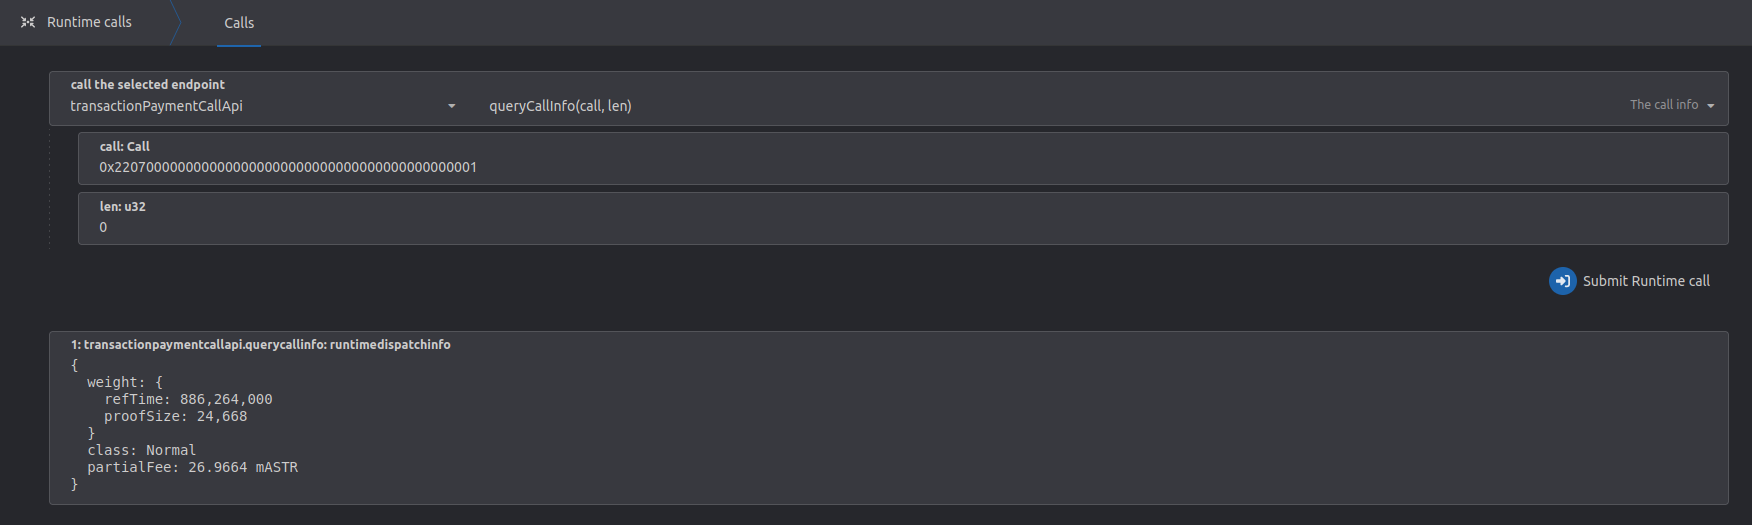 Runtime calls
Calls
call the selected endpoint
transactionPaymentCallApi
queryCallInfo(call, len)
The call info
call: Call
0x22070000000000000000000000000000000000000001
len: u32
0
Submit Runtime call
1: transactionpaymentcallapi.querycallinfo: runtimedispatchinfo
{
weight: {
refTime: 886,264,000
proofSize: 24,668
}
class: Normal
partialFee: 26.9664 mASTR
}